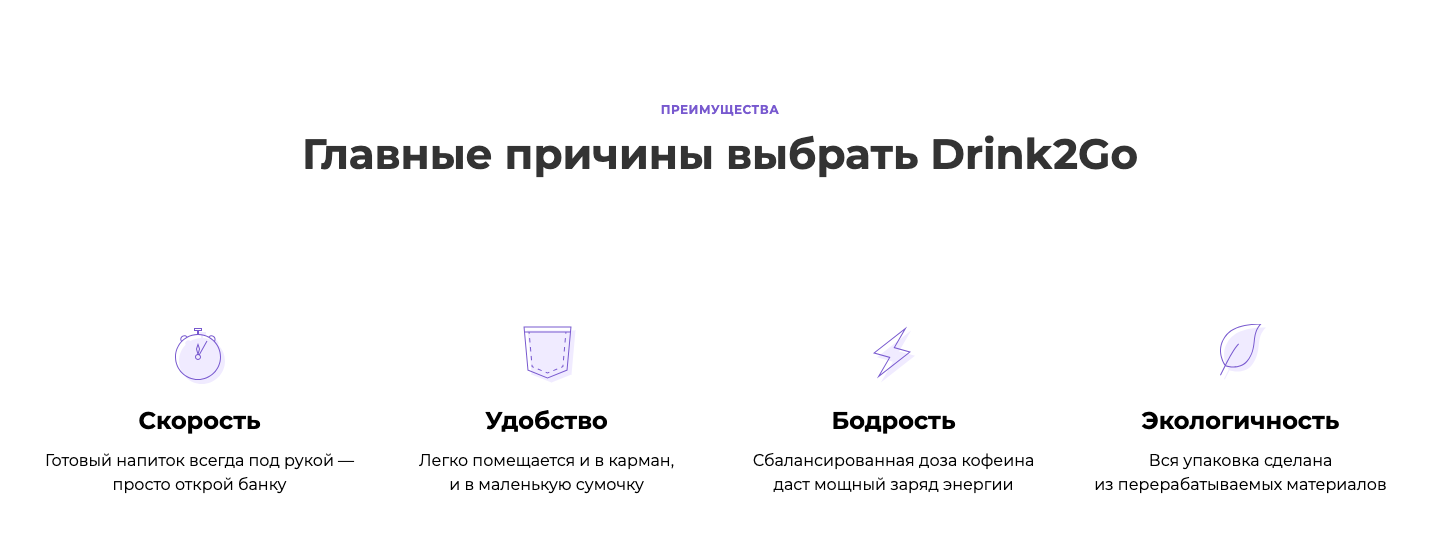 ПРЕИМУЩЕСТВА
Главные причины выбрать Drink2Go
Скорость
Готовый напиток всегда под рукой —
просто открой банку
Удобство
Легко помещается и в карман,
и в маленькую сумочку
Бодрость
Сбалансированная доза кофеина
даст мощный заряд энергии
Экологичность
Вся упаковка сделана
из перерабатываемых материалов